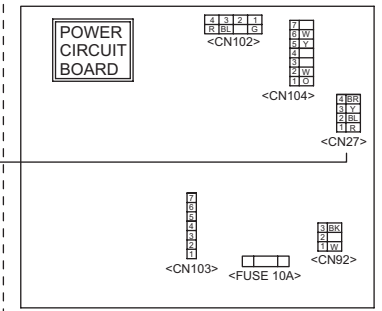 POWER
CIRCUIT
BOARD
4 3 2 1
R BL G
<CN102>
7
6 W
5 Y
4
3
2 W
1 O
<CN104>
4 BR
3 Y
2 BL
1 R
<CN27>
7
6
5
4
3
2
1
<CN103>
<FUSE 10A>
3 BK
2
1 W
<CN92>